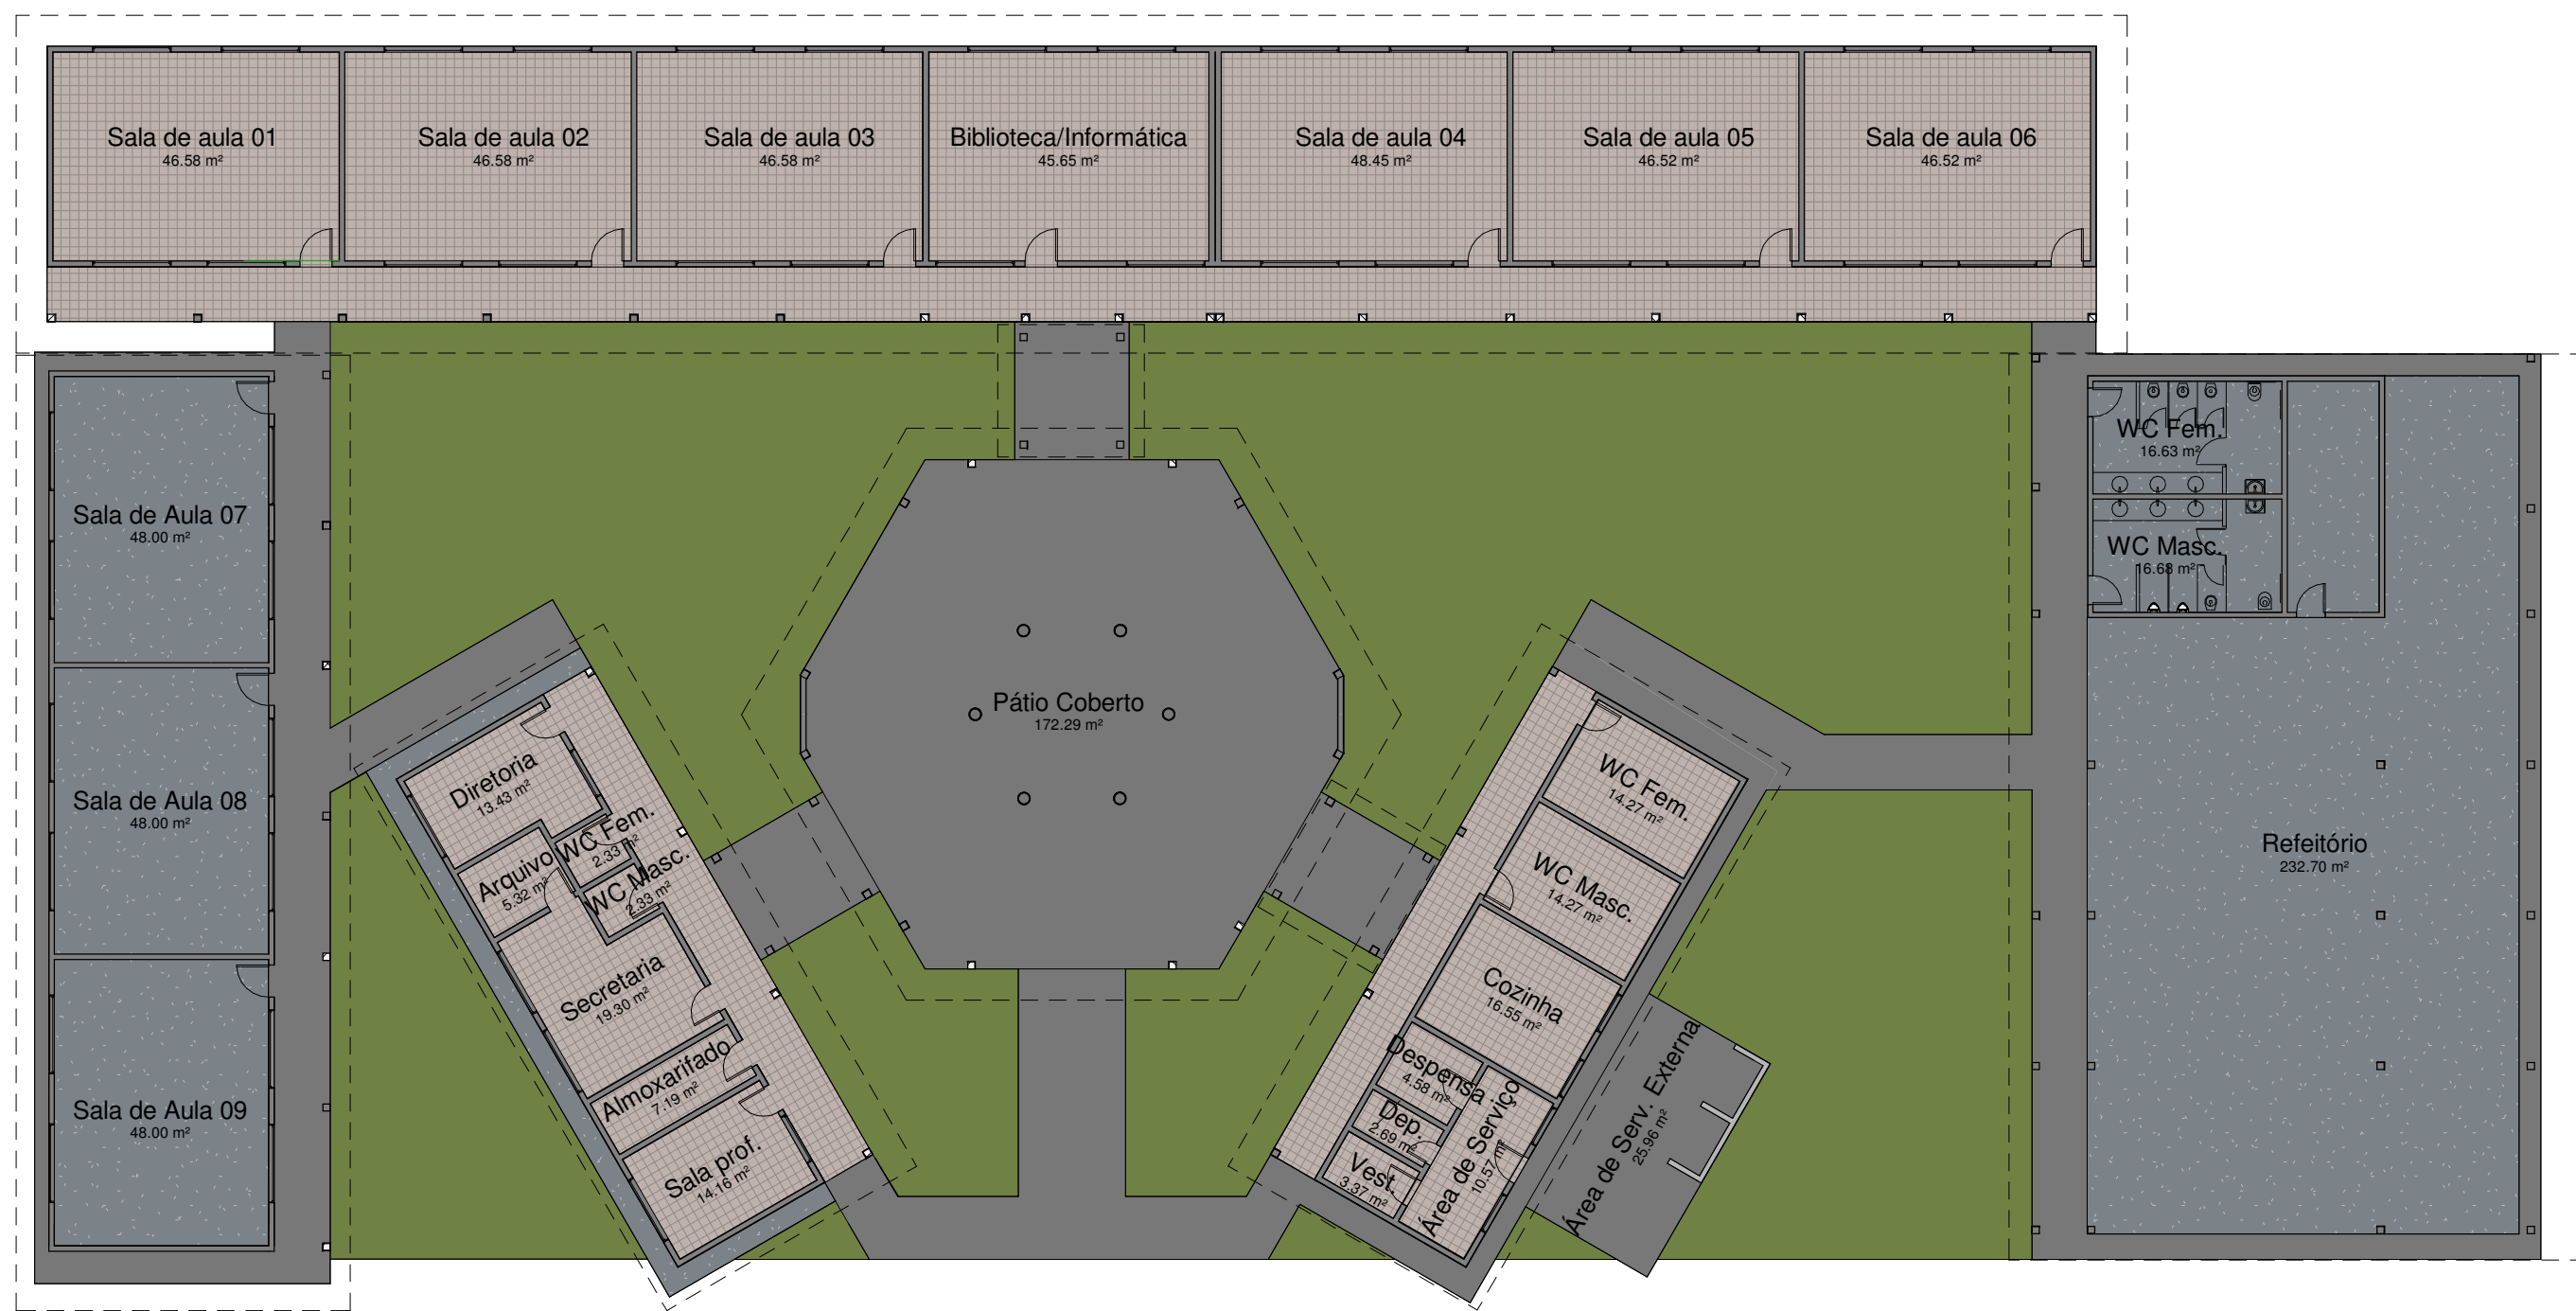 Sala de aula 01
46.58 m²
Sala de aula 02
46.58 m²
Sala de aula 03
46.58 m²
Biblioteca/Informática
45.65 m²
Sala de aula 04
48.45 m²
Sala de aula 05
46.52 m²
Sala de aula 06
46.52 m²
Sala de Aula 07
48.00 m²
Sala de Aula 08
48.00 m²
Sala de Aula 09
48.00 m²
Diretoria
13.43 m²
WC Fem.
2.33 m²
Arquivo
5.32 m²
WC Masc.
2.33 m²
Secretaria
19.30 m²
Almoxarifado
7.19 m²
Sala prof.
14.16 m²
Pátio Coberto
172.29 m²
WC Fem.
14.27 m²
WC Masc.
14.27 m²
Cozinha
16.55 m²
Despensa
4.58 m²
Dep.
2.69 m²
Vest.
3.37 m²
Área de Serviço
10.57 m²
Área de Serv. Externa
25.96 m²
WC Fem.
16.63 m²
WC Masc.
16.68 m²
Refeitório
232.70 m²